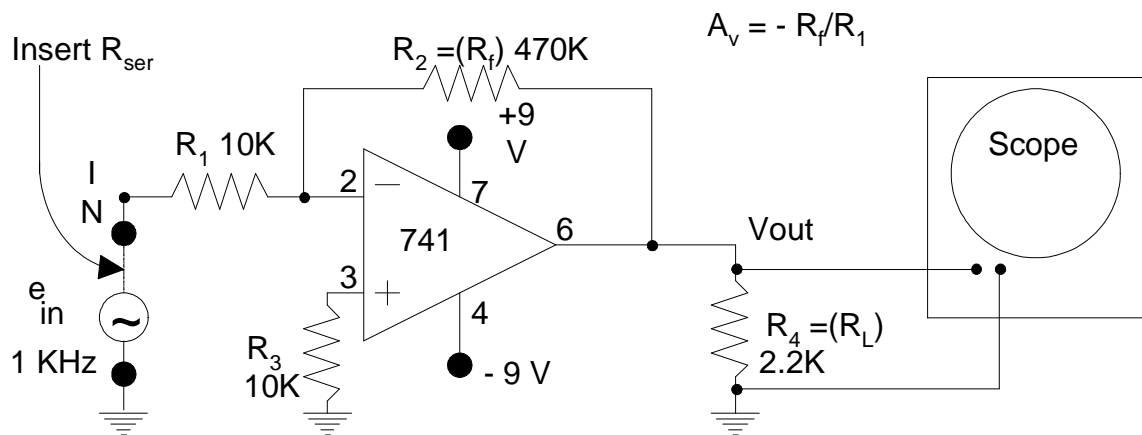 A_v = - R_f/R_1
Insert R_ser
R_2 =(R_f) 470K
+9
V
Scope
R_1 10K
I
N
2
7
741
6
Vout
3
4
e_in
~
1 KHz
R_3
10K
- 9 V
R_4 =(R_L)
2.2K